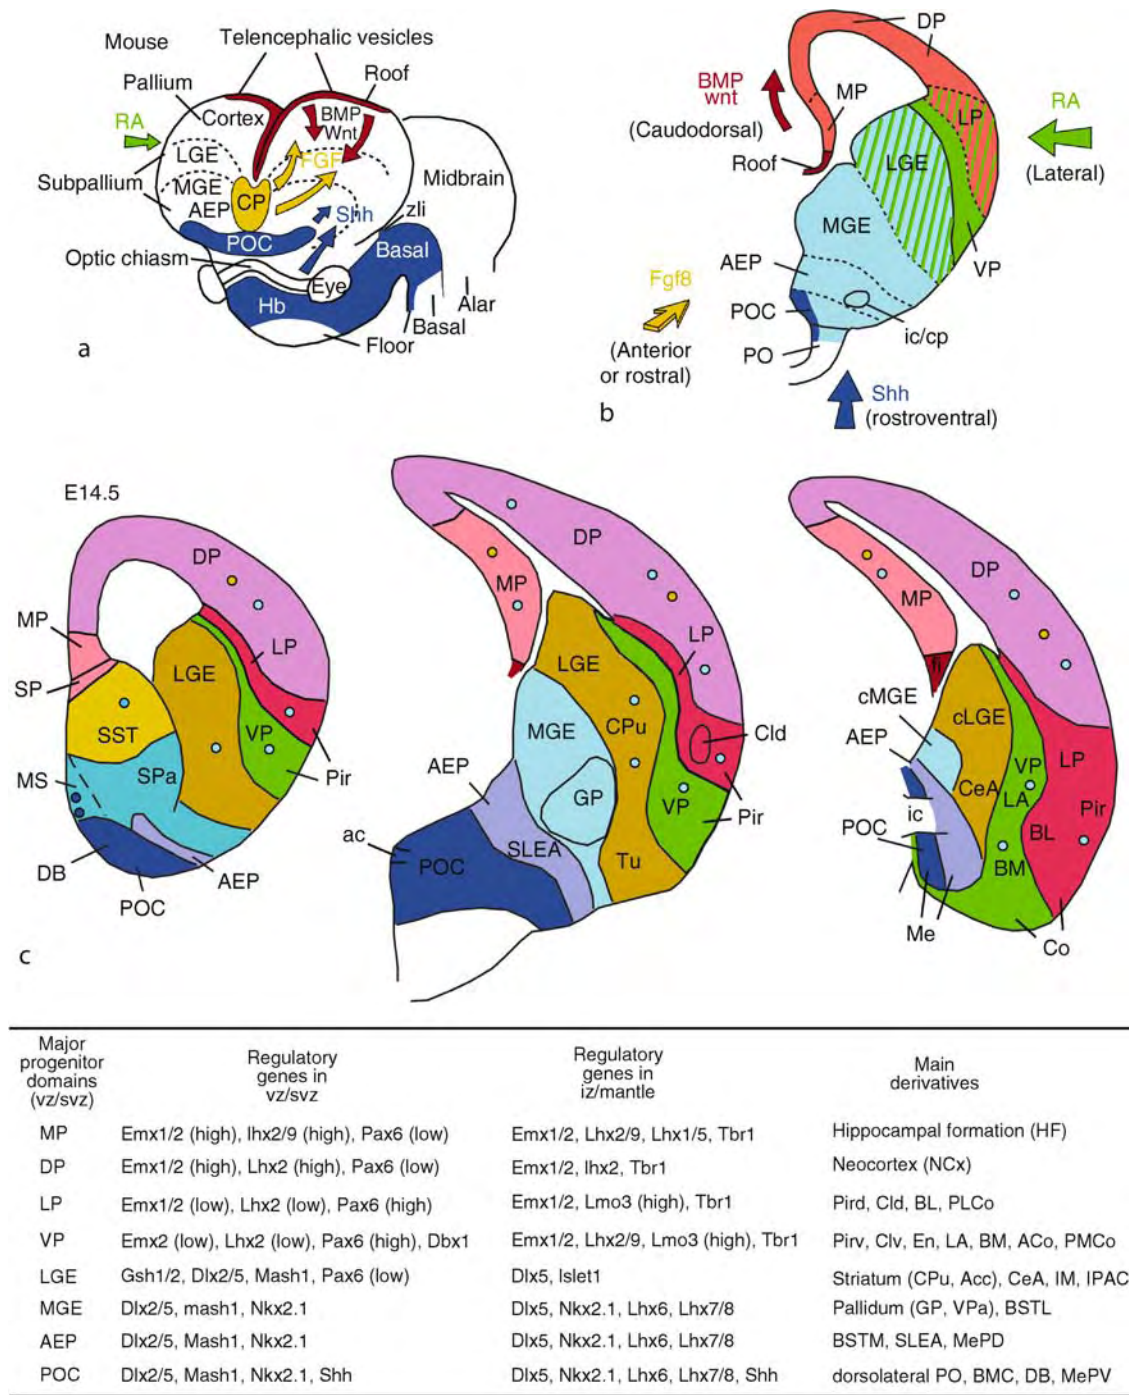 Mouse
Telencephalic vesicles
Pallium
Roof
RA
Cortex
BMP
Wnt
LGE
FGF
Subpallium
MGE
Midbrain
AEP
CP
Shh
zli
POC
Optic chiasm
Basal
Eye
Hb
Alar
Basal
Floor
a
DP
BMP
wnt
MP
RA
(Caudodorsal)
LP
Roof
LGE
(Lateral)
MGE
AEP
VP
Fgf8
POC
ic/cp
(Anterior
or rostral)
PO
Shh
(rostroventral)
b
E14.5
DP
MP
LP
SP
LGE
SST
VP
MS
SPa
Pir
DB
AEP
POC
DP
MP
LP
LGE
MGE
CPu
Cld
AEP
GP
VP
Pir
ac
SLEA
POC
Tu
DP
MP
fi
cMGE
cLGE
AEP
VP
LP
CeA
LA
Pir
ic
POC
BL
BM
Me
Co
c
Major progenitor domains (vz/svz) Regulatory genes in vz/svz Regulatory genes in iz/mantle Main derivatives
MP Emx1/2 (high), lhx2/9 (high), Pax6 (low) Emx1/2, Lhx2/9, Lhx1/5, Tbr1 Hippocampal formation (HF)
DP Emx1/2 (high), Lhx2 (high), Pax6 (low) Emx1/2, lhx2, Tbr1 Neocortex (NCx)
LP Emx1/2 (low), Lhx2 (low), Pax6 (high) Emx1/2, Lmo3 (high), Tbr1 Pird, Cld, BL, PLCo
VP Emx2 (low), Lhx2 (low), Pax6 (high), Dbx1 Emx1/2, Lhx2/9, Lmo3 (high), Tbr1 Pirv, Clv, En, LA, BM, ACo, PMCo
LGE Gsh1/2, Dlx2/5, Mash1, Pax6 (low) Dlx5, Islet1 Striatum (CPu, Acc), CeA, IM, IPAC
MGE Dlx2/5, mash1, Nkx2.1 Dlx5, Nkx2.1, Lhx6, Lhx7/8 Pallidum (GP, VPa), BSTL
AEP Dlx2/5, Mash1, Nkx2.1 Dlx5, Nkx2.1, Lhx6, Lhx7/8 BSTM, SLEA, MePD
POC Dlx2/5, Mash1, Nkx2.1, Shh Dlx5, Nkx2.1, Lhx6, Lhx7/8, Shh dorsolateral PO, BMC, DB, MePV